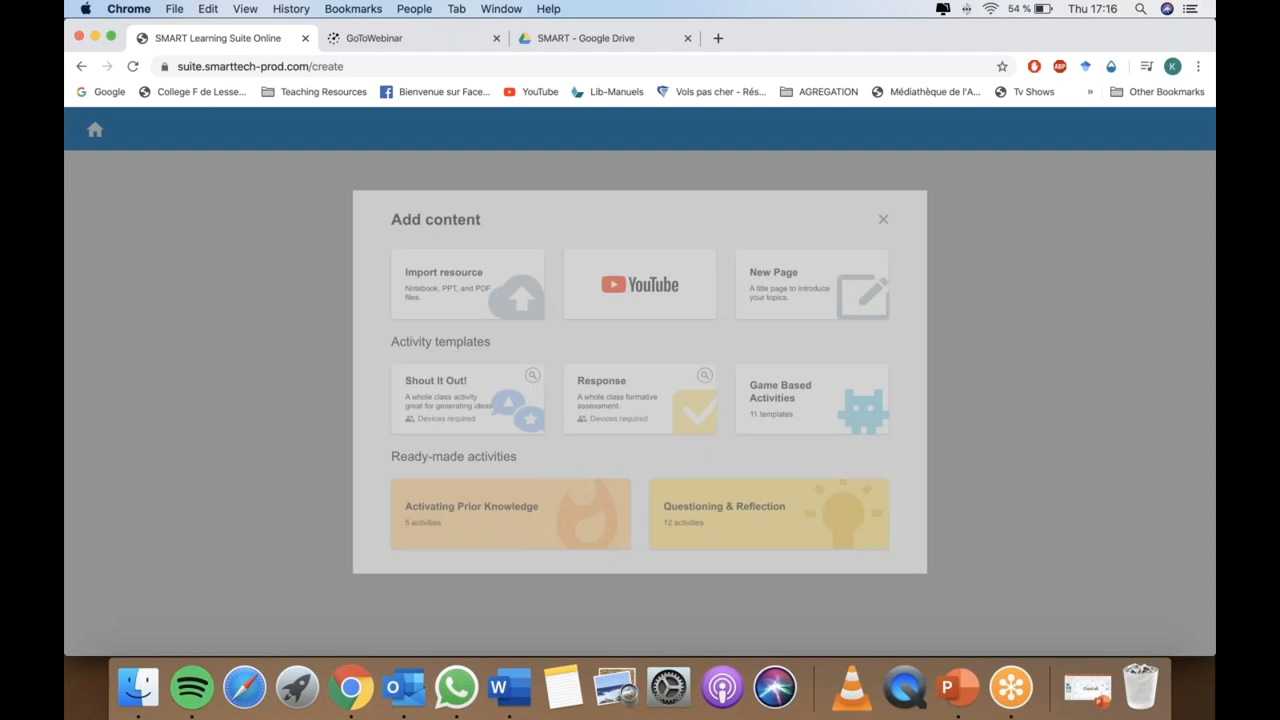 Chrome File Edit View History Bookmarks People Tab Window Help 54 % Thu 17:16
SMART Learning Suite Online GoToWebinar SMART - Google Drive
suite.smarttech-prod.com/create K
Google College F de Lesse... Teaching Resources Bienvenue sur Face... YouTube Lib-Manuels Vols pas cher - Rés... AGREGATION Médiathèque de l'A... Tv Shows » Other Bookmarks
Add content
Import resource
Notebook, PPT, and PDF
files.
YouTube
New Page
A title page to introduce
your topics.
Activity templates
Shout It Out!
A whole class activity
great for generating ideas
Devices required
Response
A whole class formative
assessment.
Devices required
Game Based
Activities
11 templates
Ready-made activities
Activating Prior Knowledge
5 activities
Questioning & Reflection
12 activities